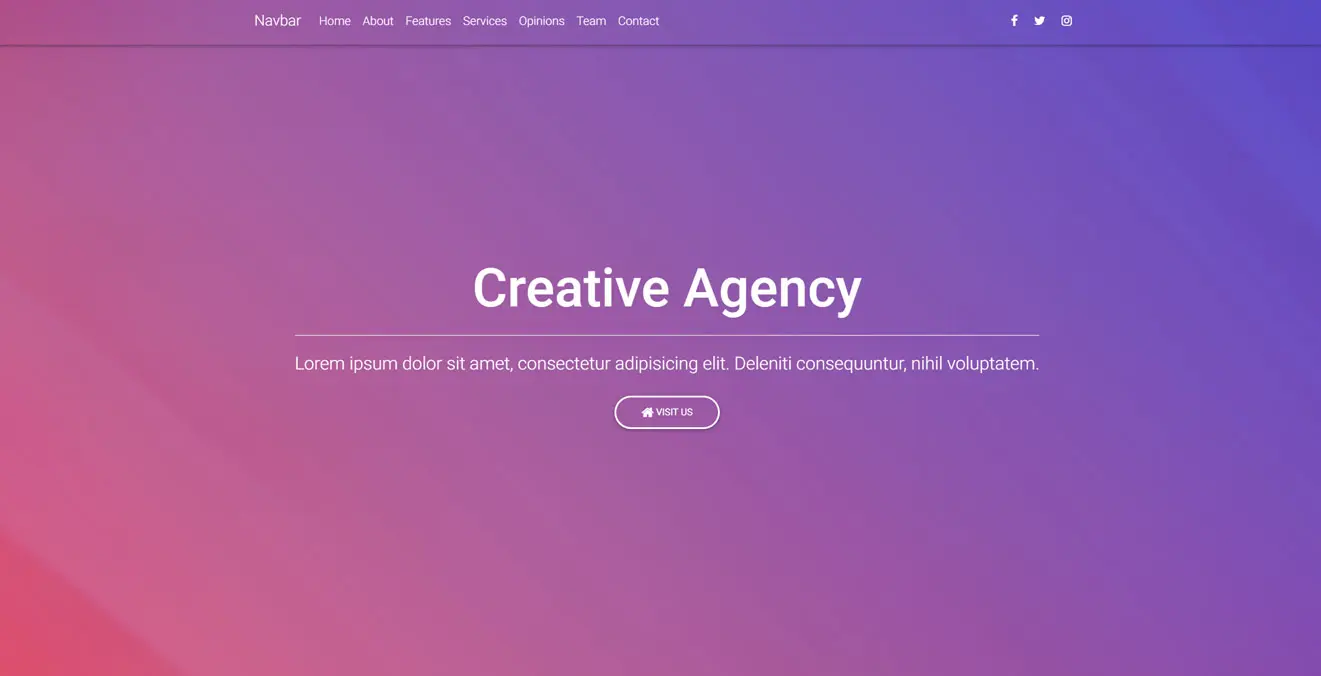 Navbar Home About Features Services Opinions Team Contact
Creative Agency
Lorem ipsum dolor sit amet, consectetur adipisicing elit. Deleniti consequuntur, nihil voluptatem.
VISIT US